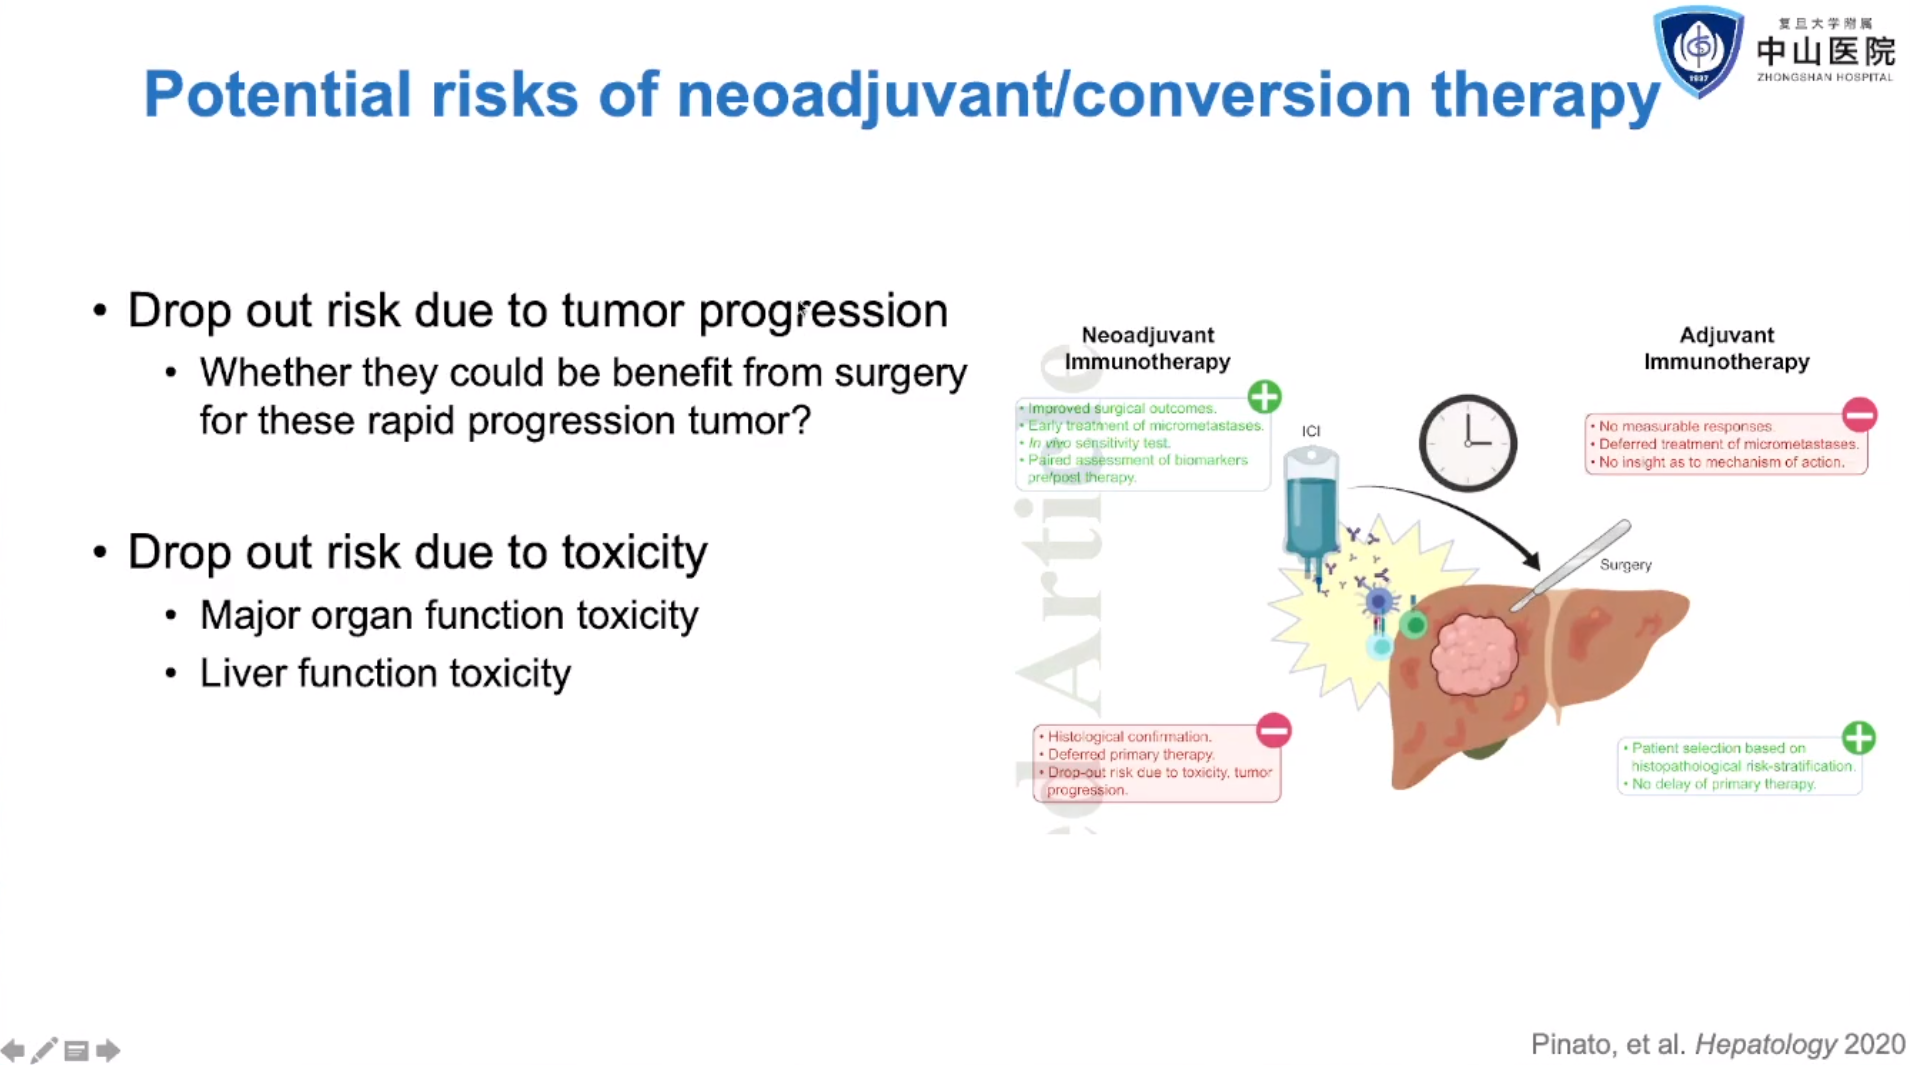 复旦大学附属
中山医院
ZHONGSHAN HOSPITAL
1937
Potential risks of neoadjuvant/conversion therapy
• Drop out risk due to tumor progression
• Whether they could be benefit from surgery
for these rapid progression tumor?
• Drop out risk due to toxicity
• Major organ function toxicity
• Liver function toxicity
Neoadjuvant
Immunotherapy
• Improved surgical outcomes.
• Early treatment of micrometastases.
• In vivo sensitivity test.
• Paired assessment of biomarkers
pre/post therapy.
ICI
Adjuvant
Immunotherapy
• No measurable responses.
• Deferred treatment of micrometastases.
• No insight as to mechanism of action.
Surgery
• Histological confirmation.
• Deferred primary therapy.
• Drop-out risk due to toxicity, tumor
progression.
• Patient selection based on
histopathological risk-stratification.
• No delay of primary therapy.
ed Article
Pinato, et al. Hepatology 2020